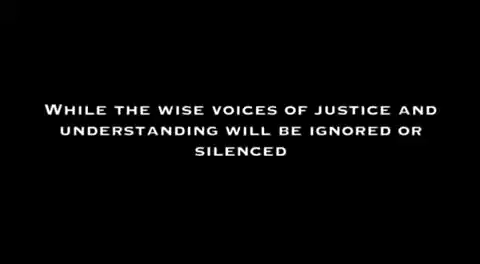 While the wise voices of justice and
understanding will be ignored or
silenced